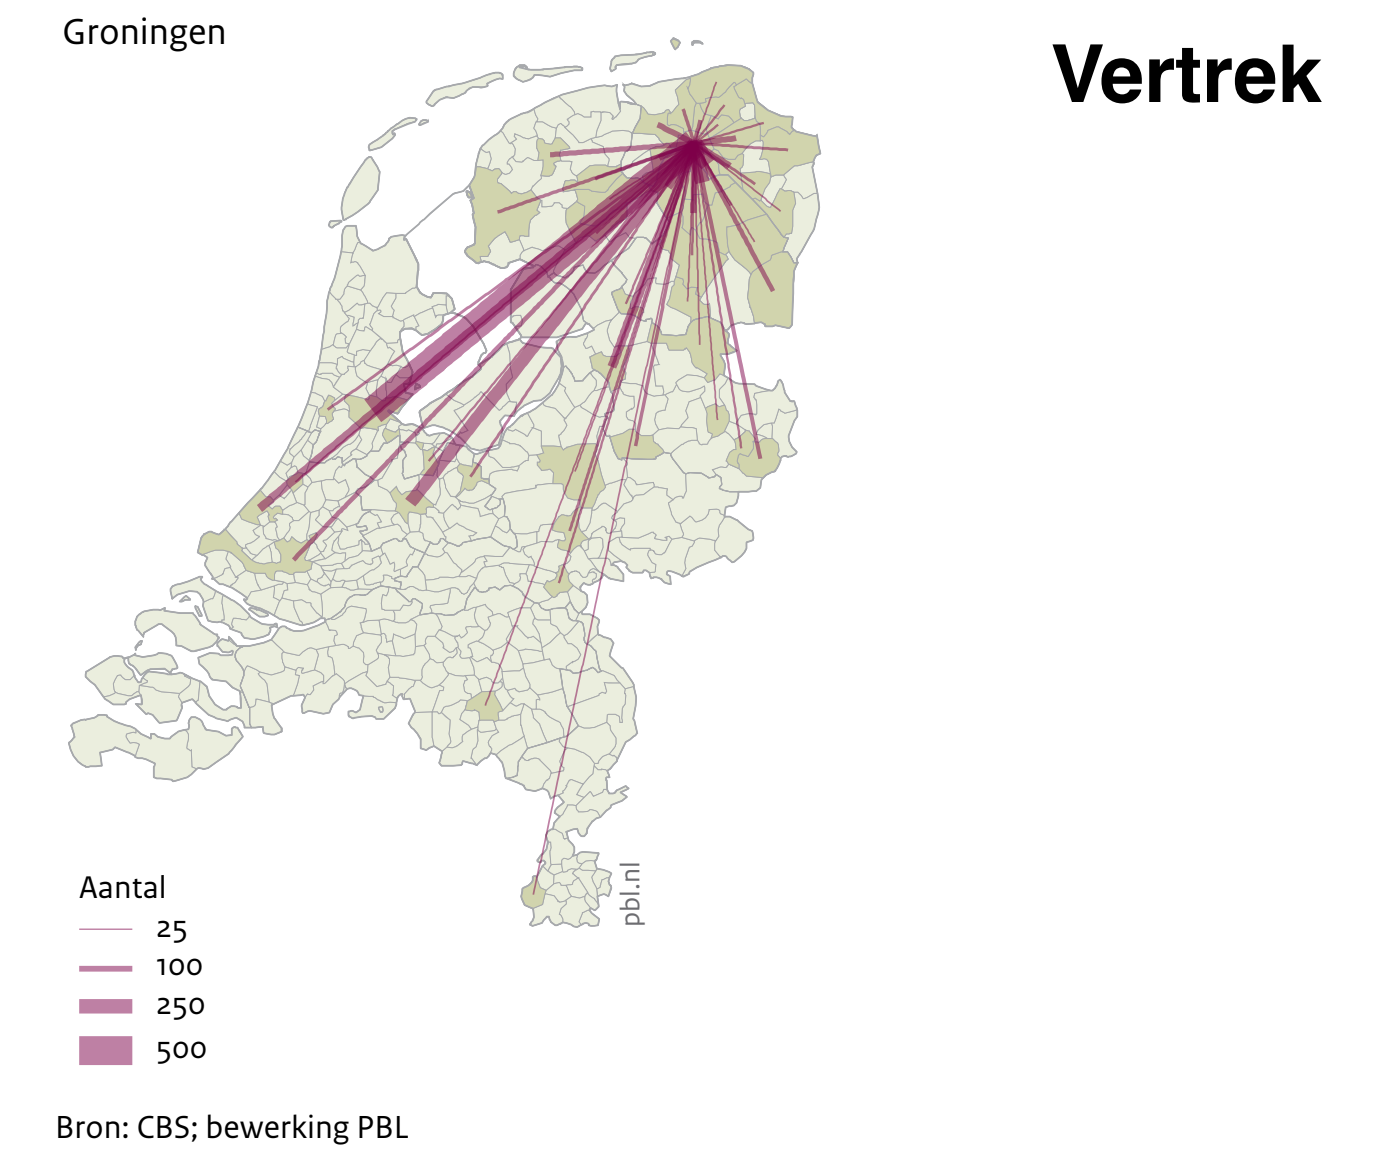 Groningen
Vertrek
pbl.nl
Aantal
25
100
250
500
Bron: CBS; bewerking PBL